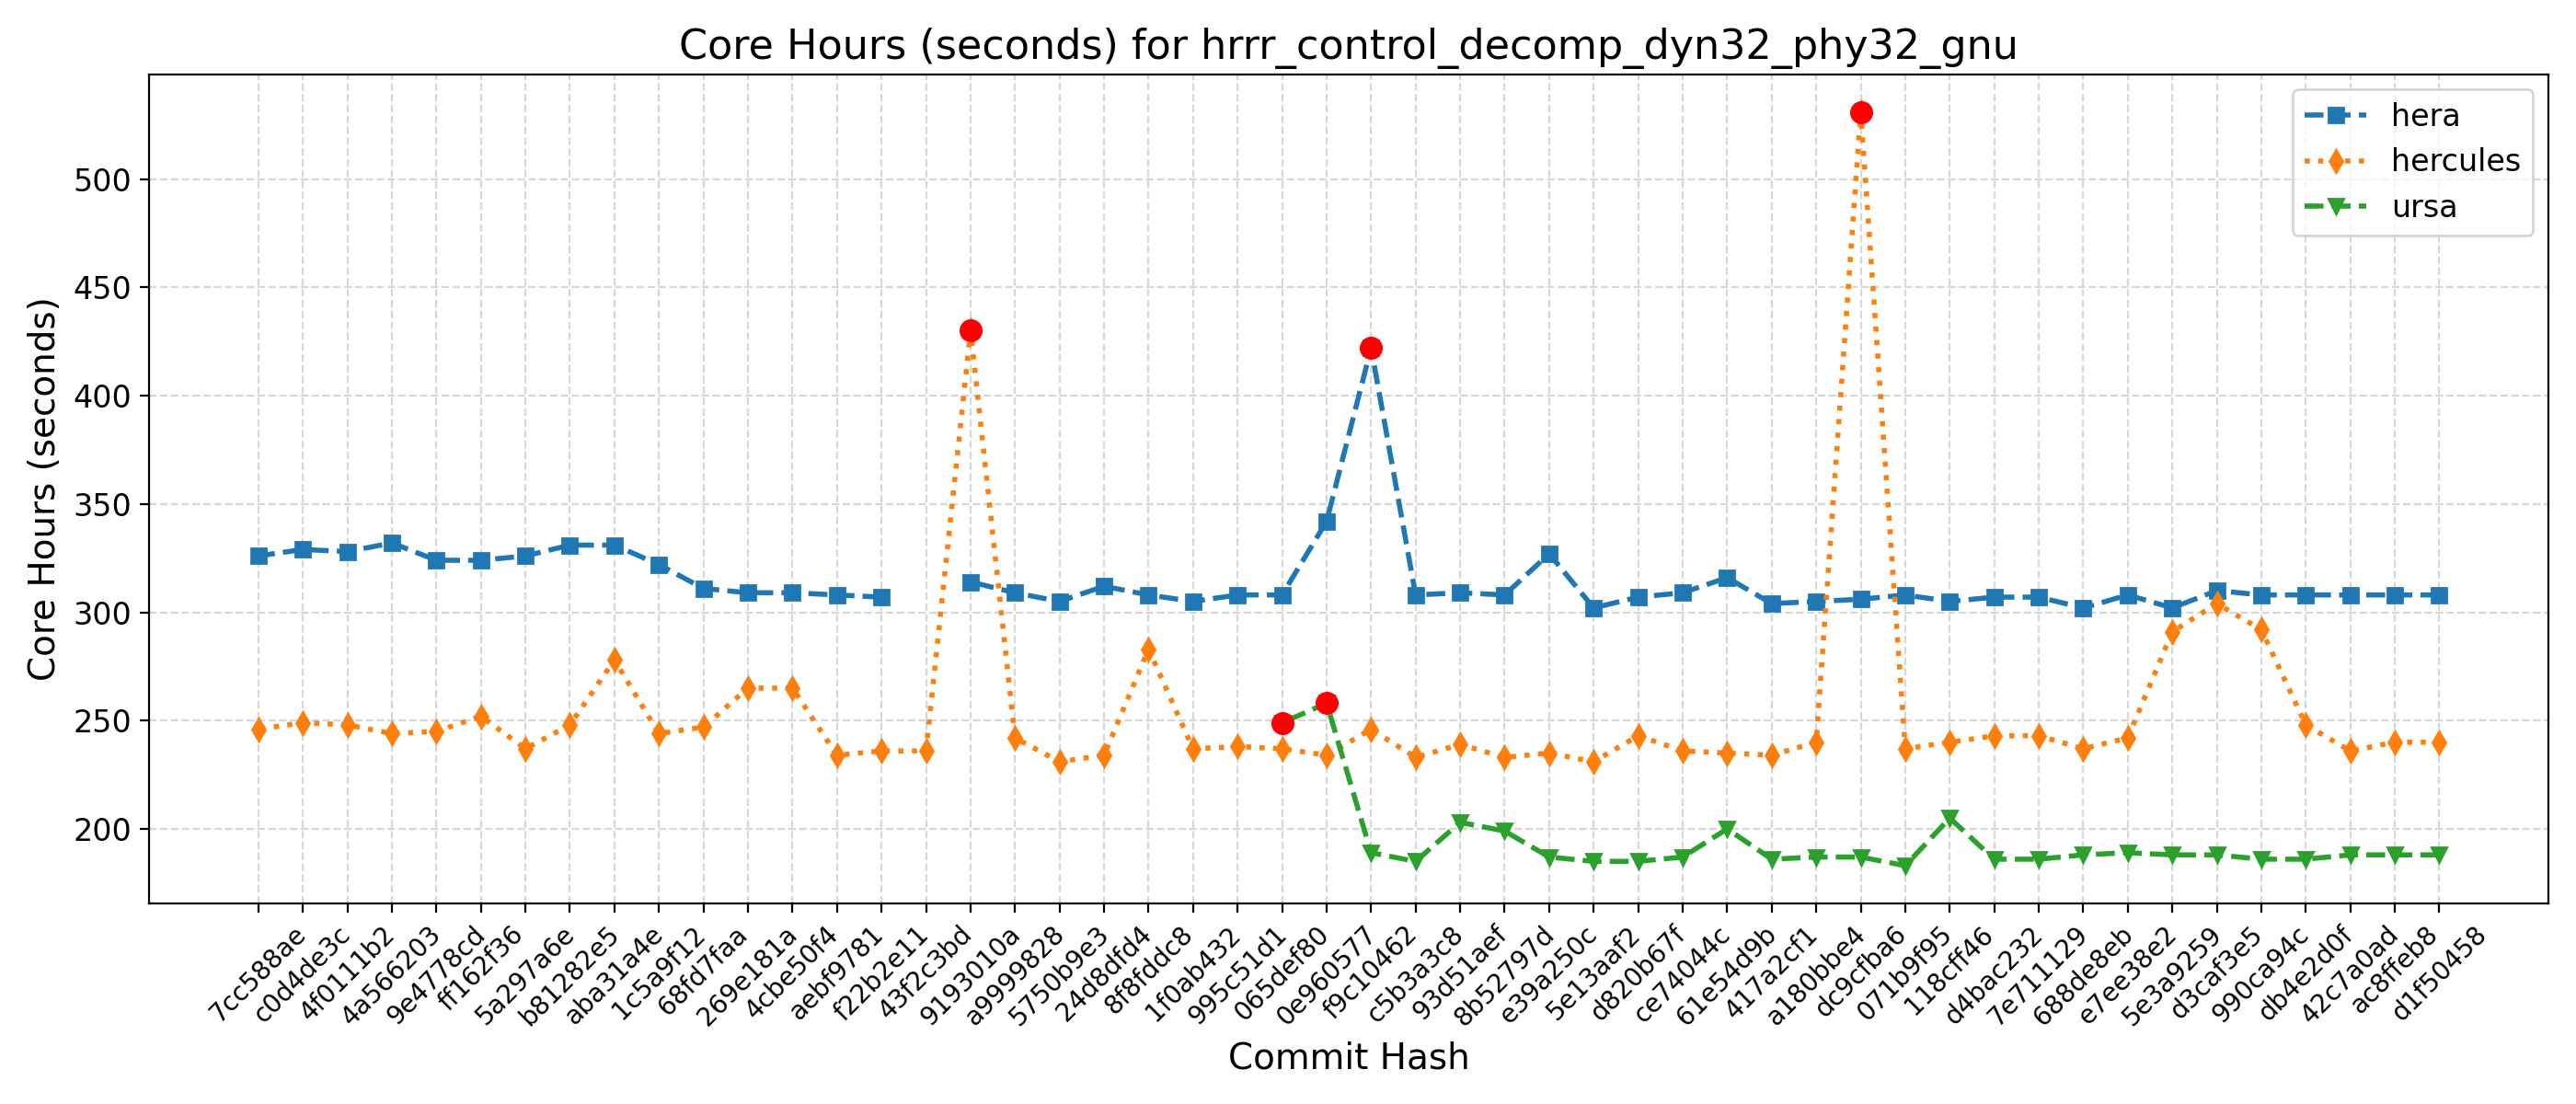 Core Hours (seconds) for hrrr_control_decomp_dyn32_phy32_gnu
Core Hours (seconds)
500
450
400
350
300
250
200
hera
hercules
ursa
7cc588ae
c0d4de3c
4f0111b2
4a566203
9e4778cd
ff162f36
5a297a6e
b81282e5
aba31a4e
1c5a9f12
68fd7faa
269e181a
4cbe50f4
aebf9781
f22b2e11
43f2c3bd
9193010a
a9999828
5750b9e3
24d8dfd4
8f8fddc8
1f0ab432
995c51d1
065def80
0e960577
f9c10462
c5b3a3c8
93d51aef
8b52797d
e39a250c
5e13aaf2
d820b67f
ce74044c
61e54d9b
417a2cf1
a180bbe4
dc9cfba6
071b9f95
118cff46
d4bac232
7e711129
688de8eb
e7ee38e2
5e3a9259
d3caf3e5
990ca94c
db4e2d0f
42c7a0ad
ac8ffeb8
d1f50458
Commit Hash